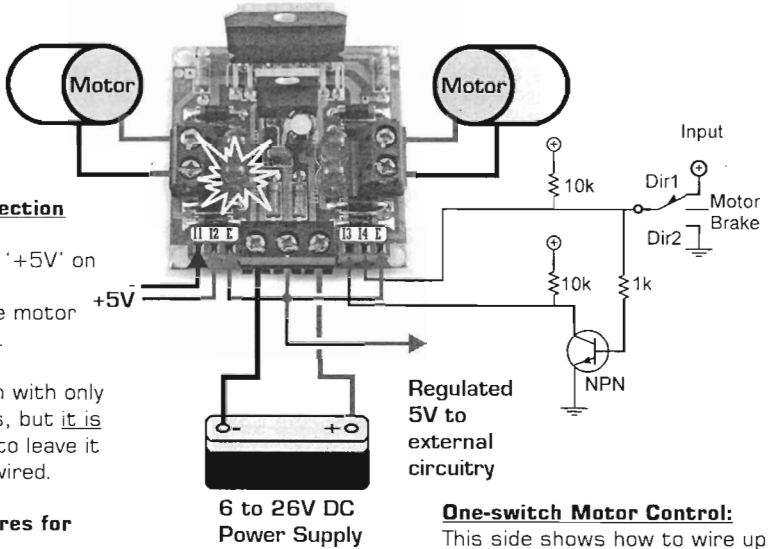 Motor
Motor
Input
Dir1
Motor
Brake
Dir2
10k
10k
1k
NPN
I1 I2 E
I3 I4 E
ection
'+5V' on
e motor
n with only
s, but it is
to leave it
wired.
res for
-
+5V
- +
6 to 26V DC
Power Supply
Regulated
5V to
external
circuitry
One-switch Motor Control:
This side shows how to wire up